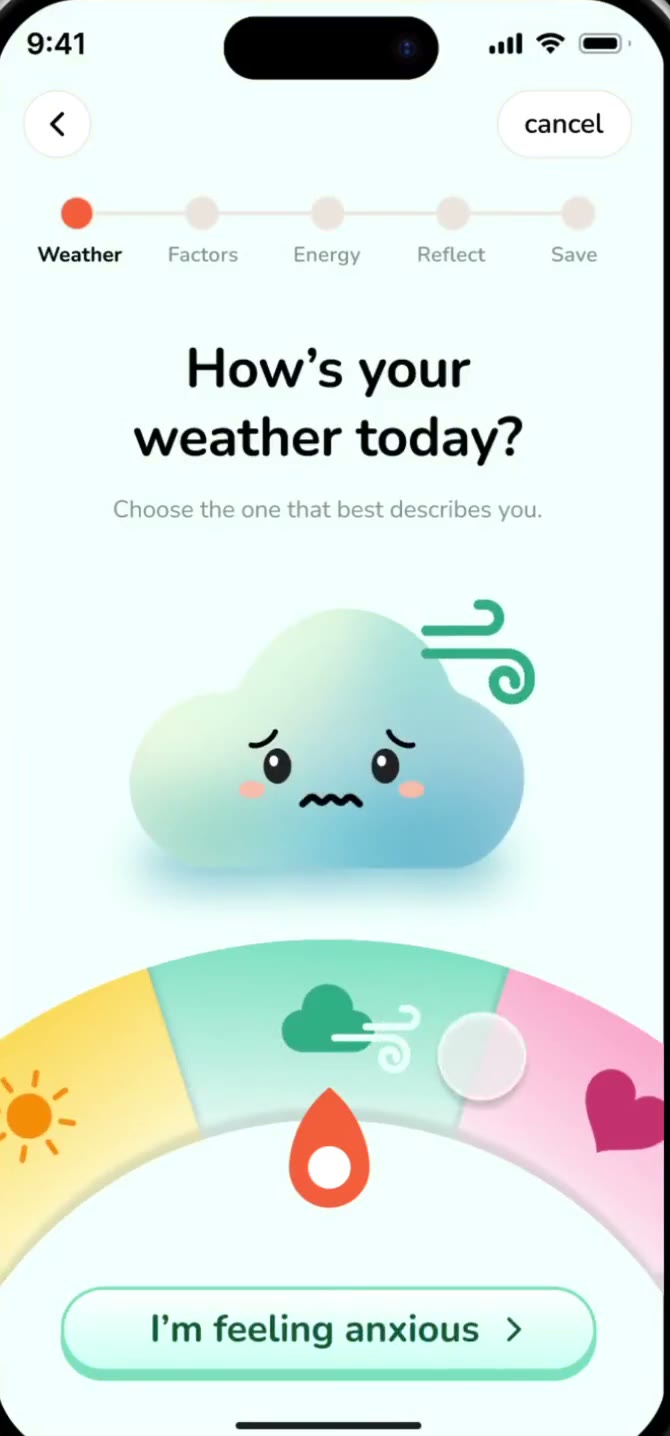 9:41
cancel
Weather
Factors
Energy
Reflect
Save
How’s your
weather today?
Choose the one that best describes you.
I’m feeling anxious